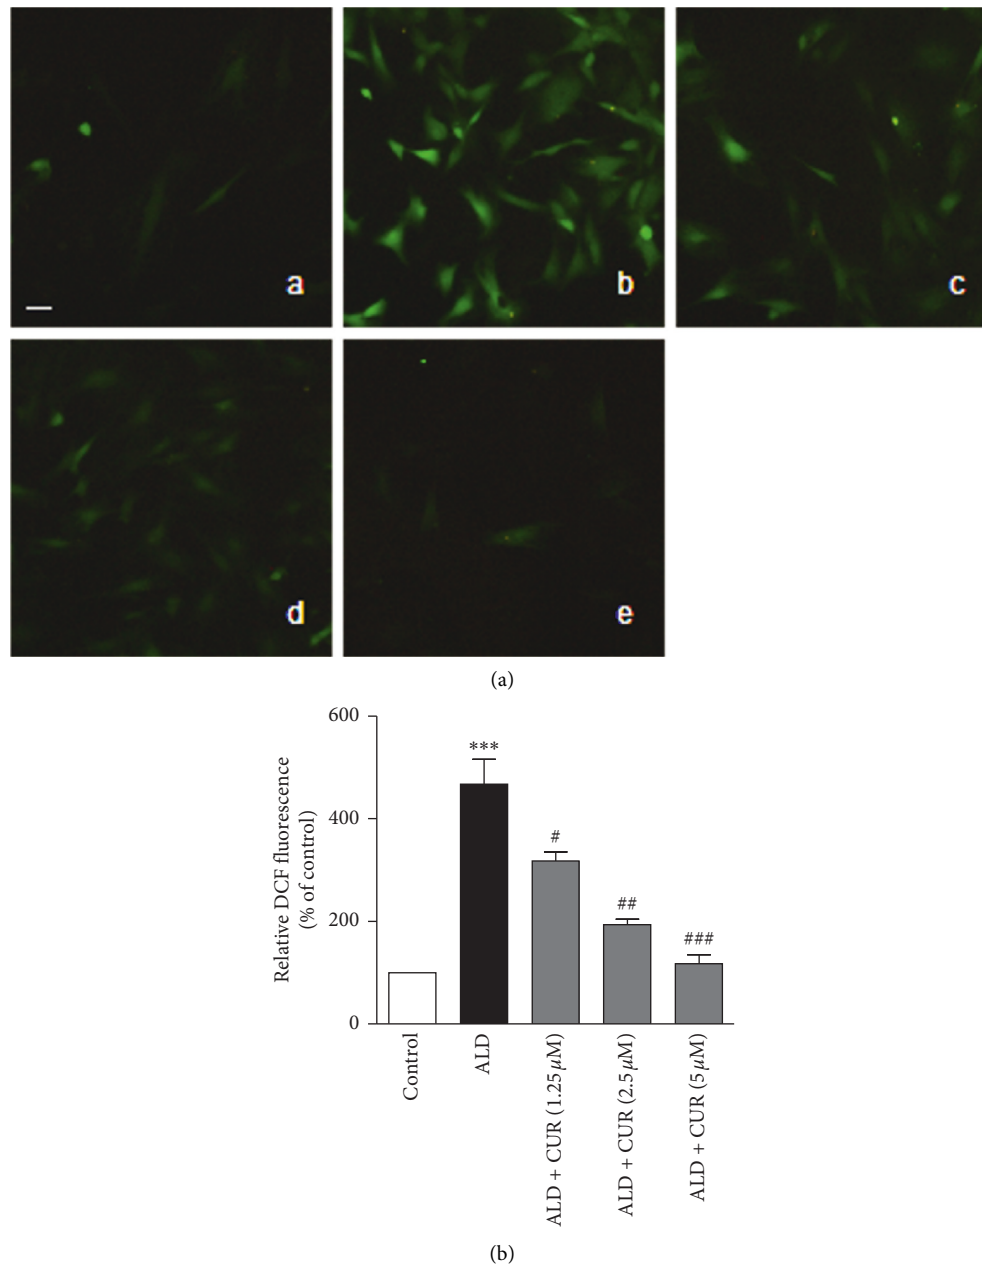 a
b
c
d
e
(a)
600
400
200
0
Relative DCF fluorescence
(% of control)
***
#
##
###
Control
ALD
ALD + CUR (1.25 μM)
ALD + CUR (2.5 μM)
ALD + CUR (5 μM)
(b)